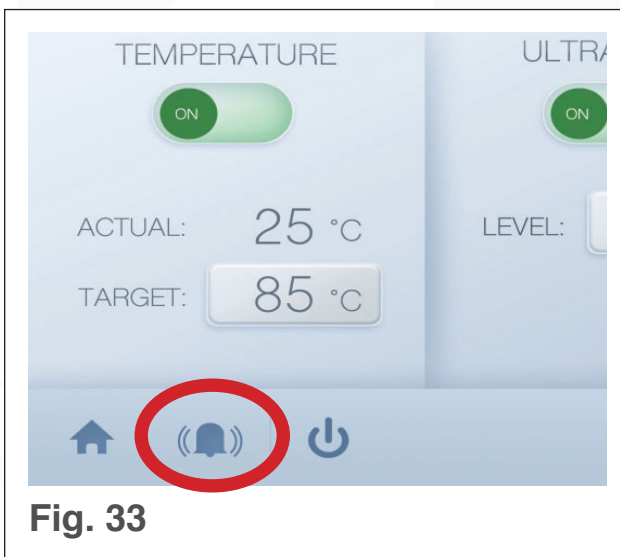 TEMPERATURE
ON
ACTUAL: 25 °C
TARGET: 85 °C
ON
LEVEL:
Fig. 33